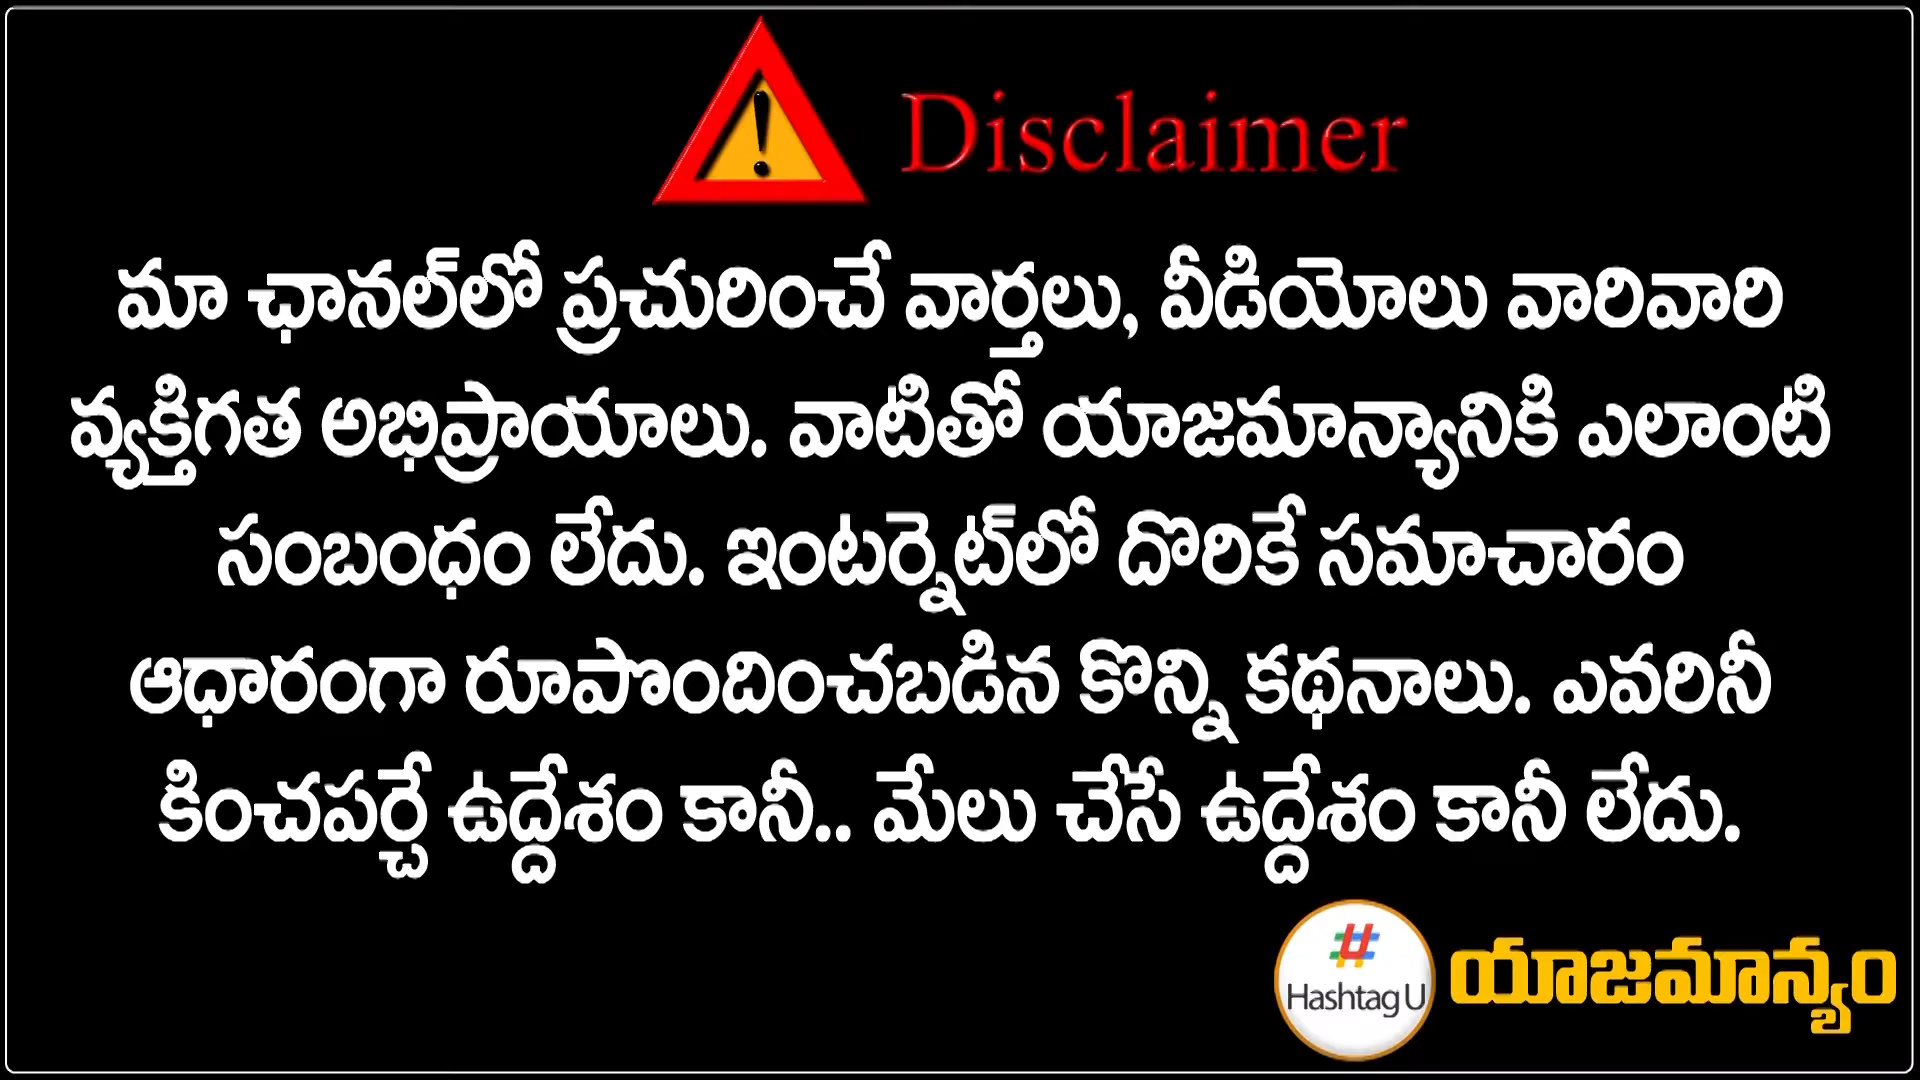 Disclaimer
మా ఛానల్‌లో ప్రచురించే వార్తలు, వీడియోలు వారివారి
వ్యక్తిగత అభిప్రాయాలు. వాటితో యాజమాన్యానికి ఎలాంటి
సంబంధం లేదు. ఇంటర్నెట్‌లో దొరికే సమాచారం
ఆధారంగా రూపొందించబడిన కొన్ని కథనాలు. ఎవరినీ
కించపర్చే ఉద్దేశం కానీ.. మేలు చేసే ఉద్దేశం కానీ లేదు.
#
Hashtag U
యాజమాన్యం